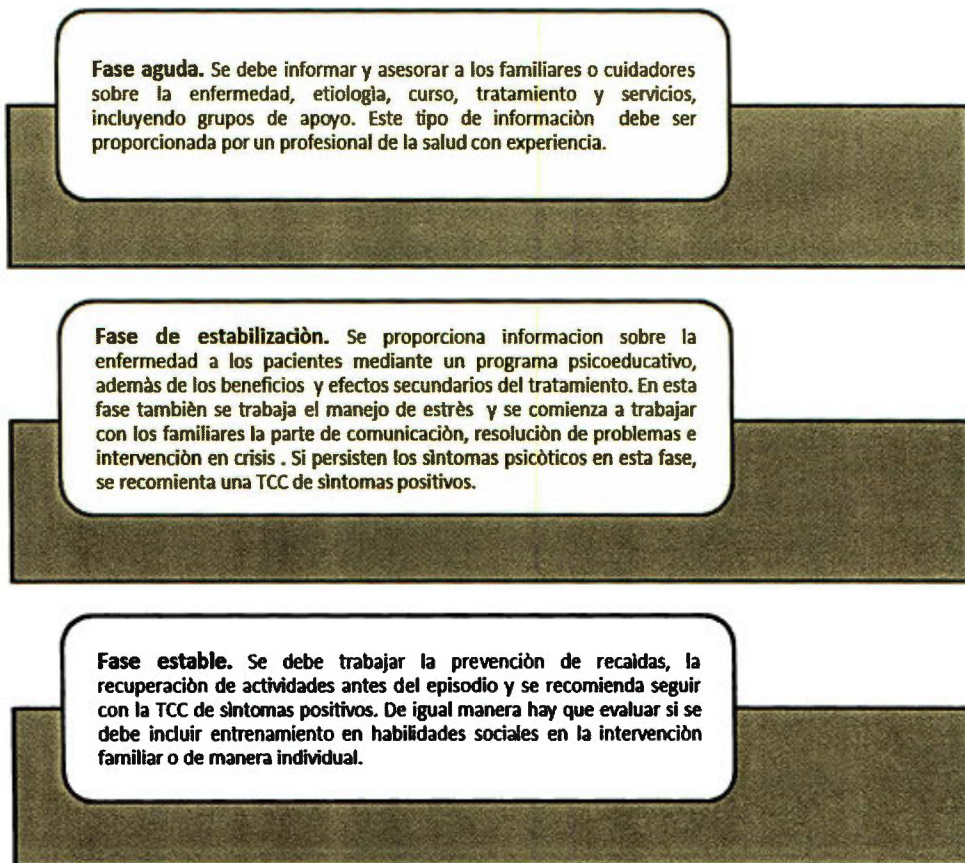 Fase aguda. Se debe informar y asesorar a los familiares o cuidadores
sobre la enfermedad, etiologìa, curso, tratamiento y servicios,
incluyendo grupos de apoyo. Este tipo de informaciòn debe ser
proporcionada por un profesional de la salud con experiencia.
Fase de estabilizaciòn. Se proporciona informacion sobre la
enfermedad a los pacientes mediante un programa psicoeducativo,
ademàs de los beneficios y efectos secundarios del tratamiento. En esta
fase tambièn se trabaja el manejo de estrès y se comienza a trabajar
con los familiares la parte de comunicaciòn, resoluciòn de problemas e
intervenciòn en crisis . Si persisten los sìntomas psicòticos en esta fase,
se recomienta una TCC de sìntomas positivos.
Fase estable. Se debe trabajar la prevenciòn de recaìdas, la
recuperaciòn de actividades antes del episodio y se recomienda seguir
con la TCC de sìntomas positivos. De igual manera hay que evaluar si se
debe incluir entrenamiento en habilidades sociales en la intervenciòn
familiar o de manera individual.